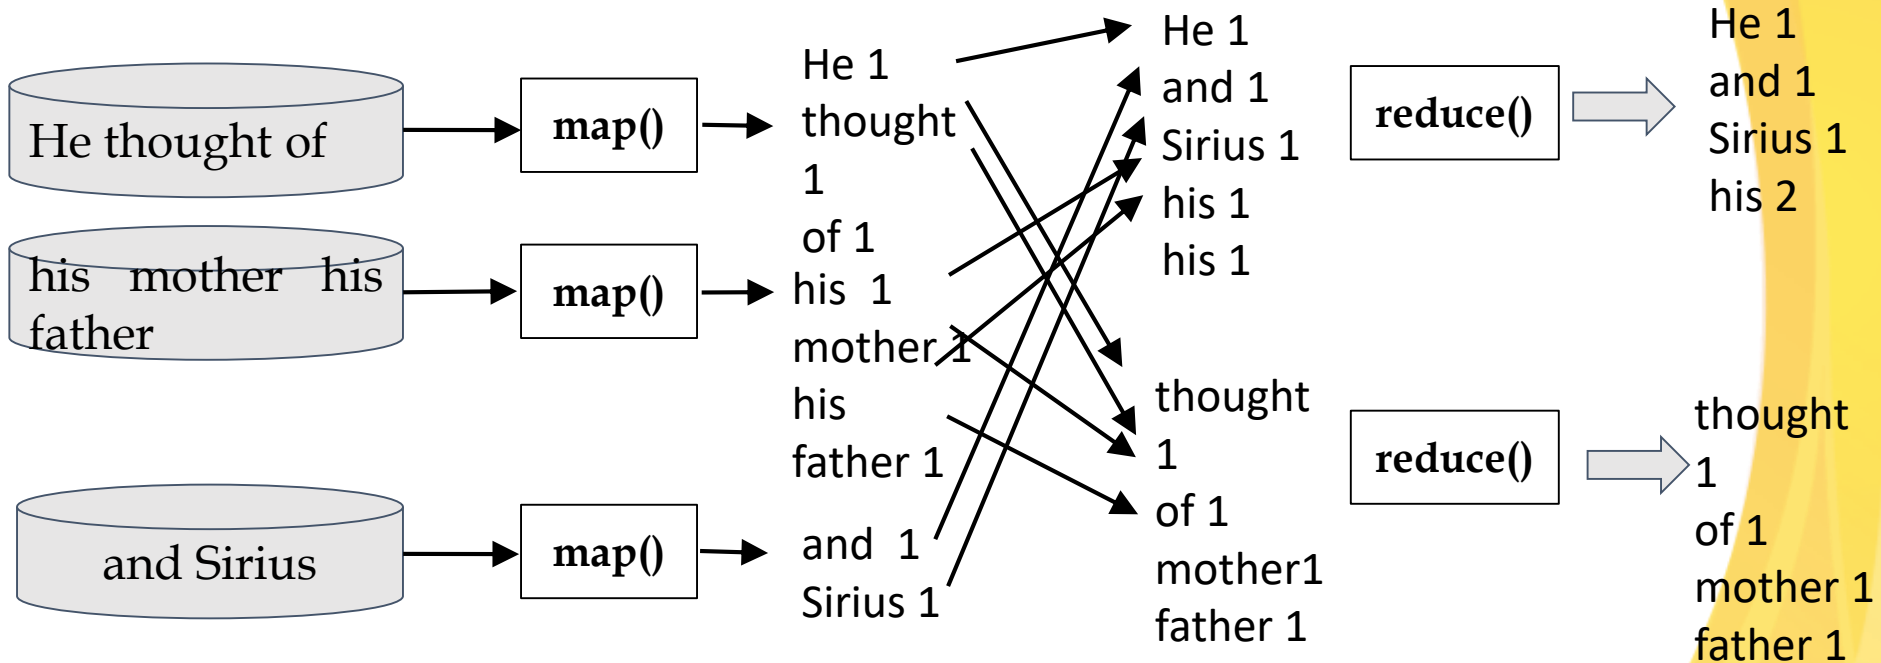 He thought of
map()
He 1
thought
1
of 1
his mother his
father
map()
his 1
mother 1
his
father 1
and Sirius
map()
and 1
Sirius 1
He 1
and 1
Sirius 1
his 1
his 1
reduce()
He 1
and 1
Sirius 1
his 2
thought
1
of 1
mother1
father 1
reduce()
thought
1
of 1
mother 1
father 1